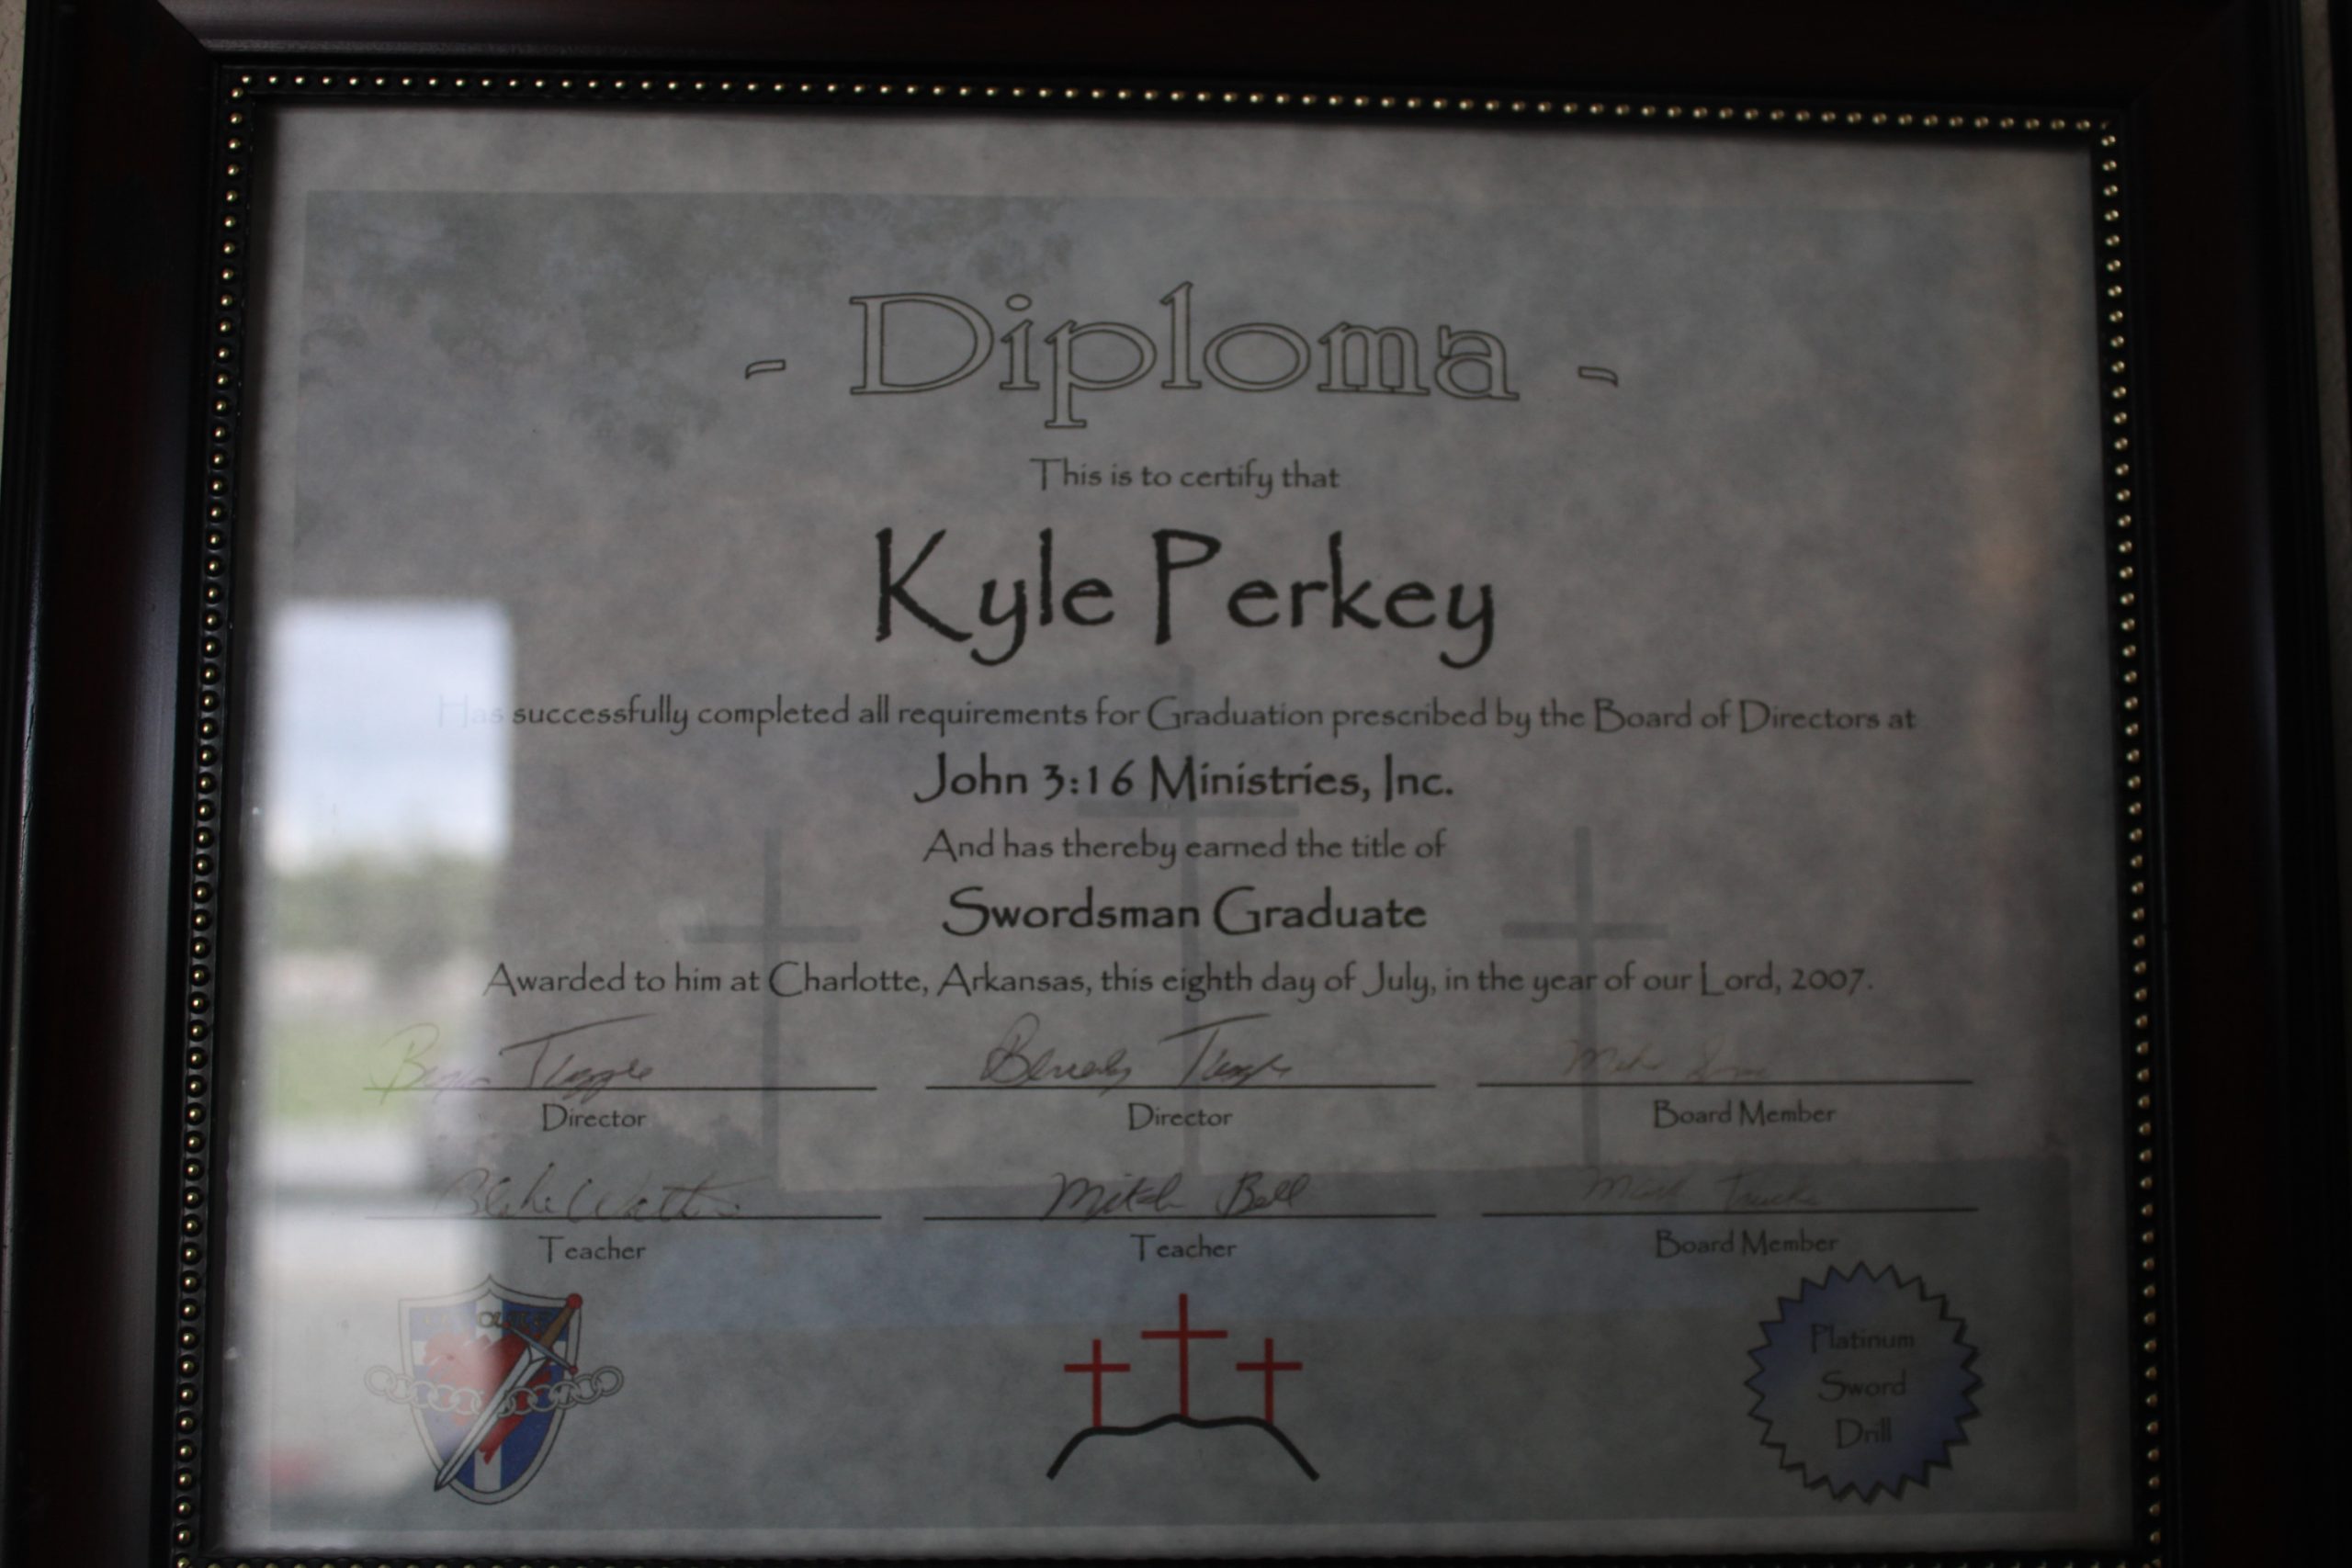 - Diploma -
This is to certify that
Kyle Perkey
Has successfully completed all requirements for Graduation prescribed by the Board of Directors at
John 3:16 Ministries, Inc.
And has thereby earned the title of
Swordsman Graduate
Awarded to him at Charlotte, Arkansas, this eighth day of July, in the year of our Lord, 2007.
Director
Director
Board Member
Mitch Bell
Teacher
Teacher
Board Member
Platinum
Sword
Drill